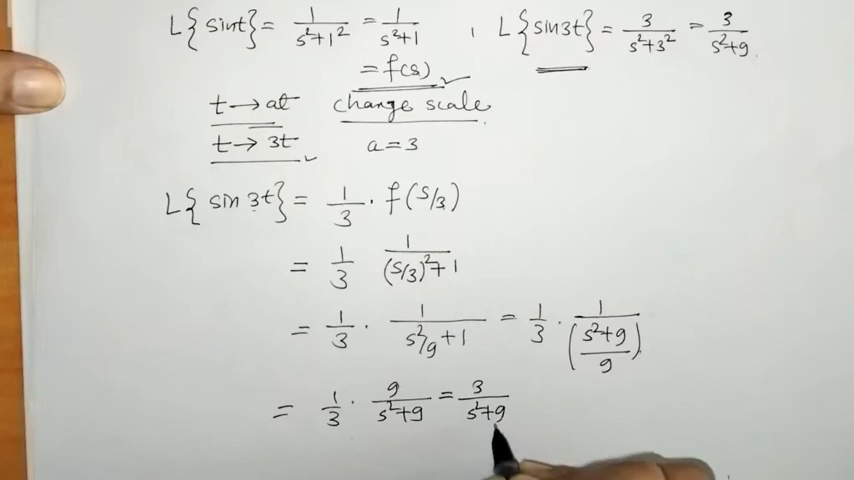 L{sint} = 1/(s²+1²) = 1/(s²+1) , L{sin3t} = 3/(s²+3²) = 3/(s²+9).
= f(s)
t → at change scale
t → 3t a = 3
L{sin 3t} = 1/3 · f(s/3)
= 1/3 1/((s/3)²+1)
= 1/3 · 1/(s²/9+1) = 1/3 · 1/((s²+9)/9)
= 1/3 · 9/(s²+9) = 3/(s²+9)